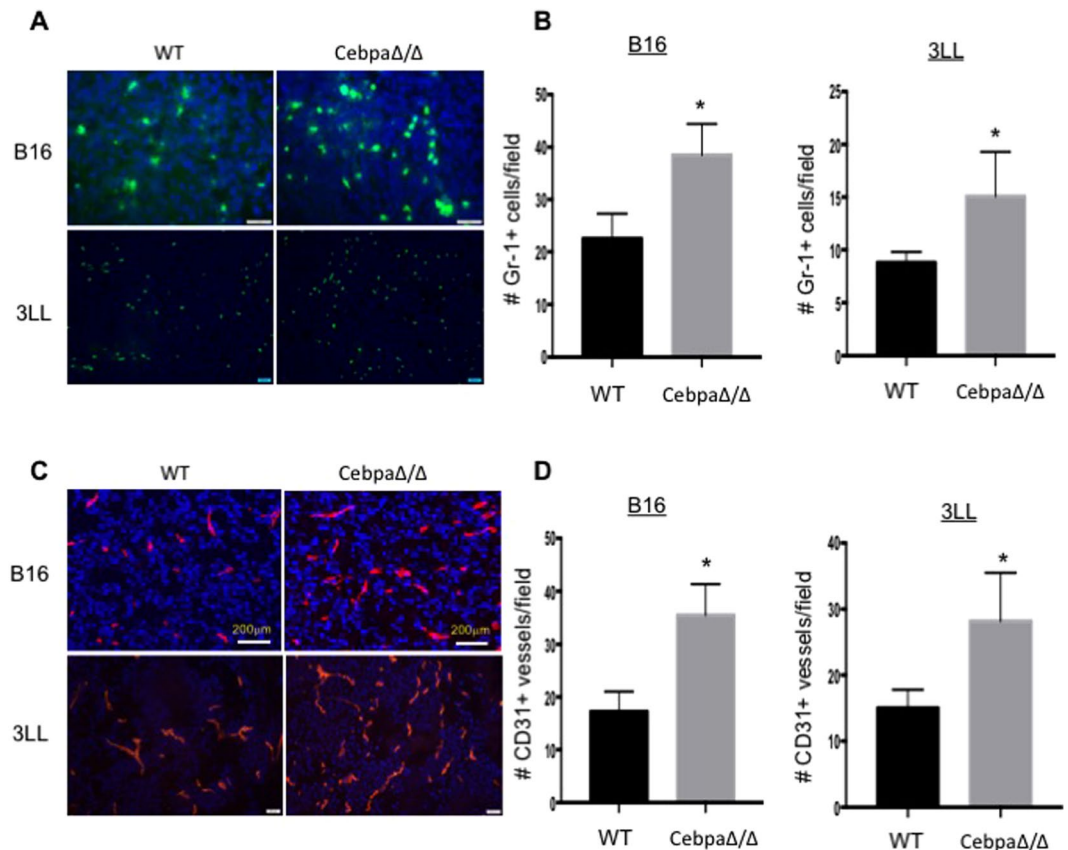 A
WT
CebpaΔ/Δ
B16
3LL
B
B16
# Gr-1+ cells/field
50
40
30
20
10
0
WT
CebpaΔ/Δ
3LL
# Gr-1+ cells/field
25
20
15
10
5
0
WT
CebpaΔ/Δ
*
*
C
WT
CebpaΔ/Δ
B16
200μm
200μm
3LL
D
B16
# CD31+ vessels/field
50
40
30
20
10
0
*
WT
CebpaΔ/Δ
3LL
# CD31+ vessels/field
40
30
20
10
0
*
WT
CebpaΔ/Δ